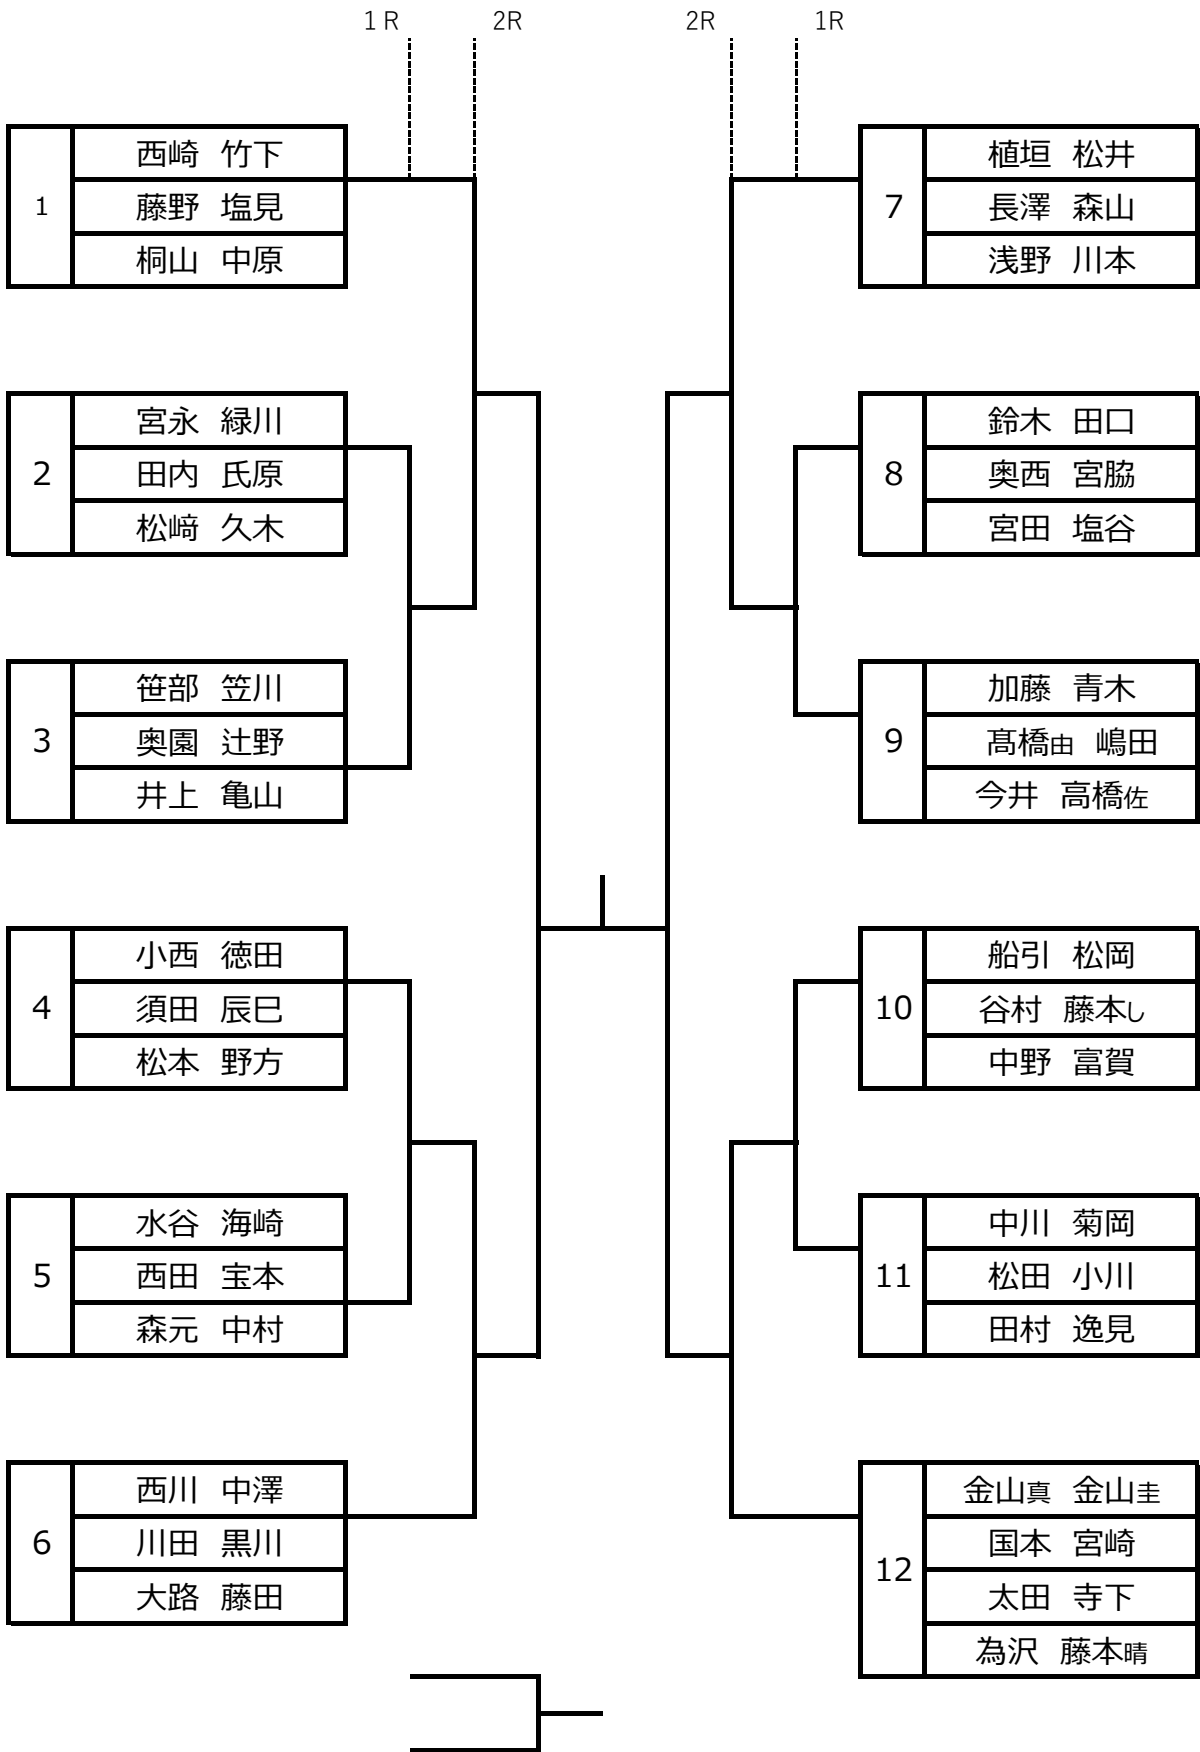 1 R 2R 2R 1R
1
西崎 竹下
藤野 塩見
桐山 中原
2
宮永 緑川
田内 氏原
松﨑 久木
3
笹部 笠川
奥園 辻野
井上 亀山
4
小西 徳田
須田 辰巳
松本 野方
5
水谷 海崎
西田 宝本
森元 中村
6
西川 中澤
川田 黒川
大路 藤田
7
植垣 松井
長澤 森山
浅野 川本
8
鈴木 田口
奥西 宮脇
宮田 塩谷
9
加藤 青木
髙橋由 嶋田
今井 高橋佐
10
船引 松岡
谷村 藤本し
中野 富賀
11
中川 菊岡
松田 小川
田村 逸見
12
金山真 金山圭
国本 宮崎
太田 寺下
為沢 藤本晴